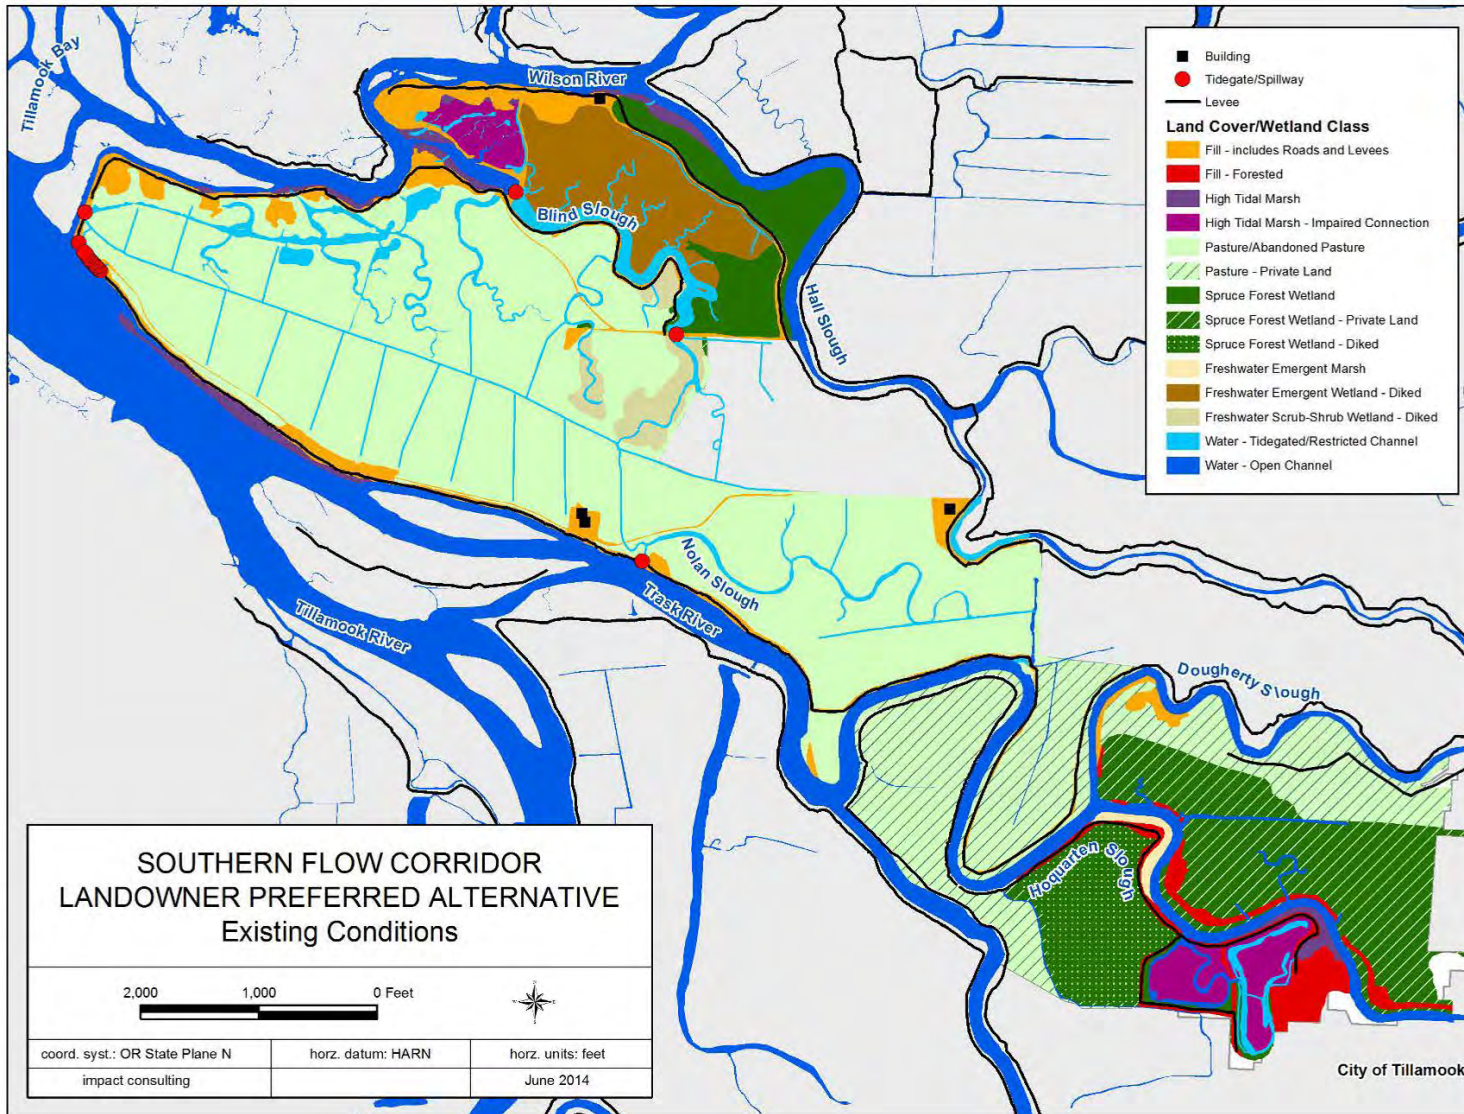 Tillamook Bay
Wilson River
Blind Slough
Hall Slough
Nolan Slough
Trask River
Tillamook River
Dougherty Slough
Hoquarten Slough
City of Tillamook
Building
Tidegate/Spillway
Levee
Land Cover/Wetland Class
Fill - includes Roads and Levees
Fill - Forested
High Tidal Marsh
High Tidal Marsh - Impaired Connection
Pasture/Abandoned Pasture
Pasture - Private Land
Spruce Forest Wetland
Spruce Forest Wetland - Private Land
Spruce Forest Wetland - Diked
Freshwater Emergent Marsh
Freshwater Emergent Wetland - Diked
Freshwater Scrub-Shrub Wetland - Diked
Water - Tidegated/Restricted Channel
Water - Open Channel
SOUTHERN FLOW CORRIDOR
LANDOWNER PREFERRED ALTERNATIVE
Existing Conditions
2,000 1,000 0 Feet
coord. syst.: OR State Plane N horz. datum: HARN horz. units: feet
impact consulting June 2014